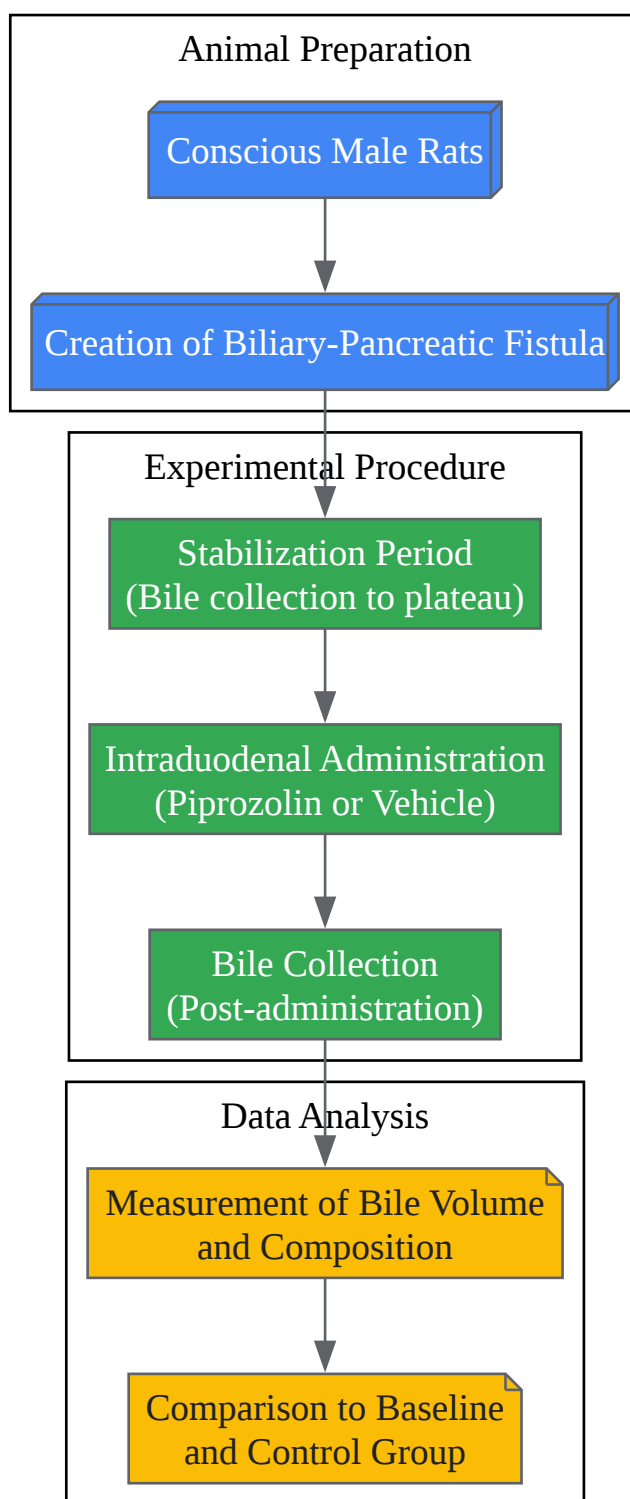 Animal Preparation
Conscious Male Rats
Creation of Biliary-Pancreatic Fistula
Experimental Procedure
Stabilization Period
(Bile collection to plateau)
Intraduodenal Administration
(Piprozolin or Vehicle)
Bile Collection
(Post-administration)
Data Analysis
Measurement of Bile Volume
and Composition
Comparison to Baseline
and Control Group